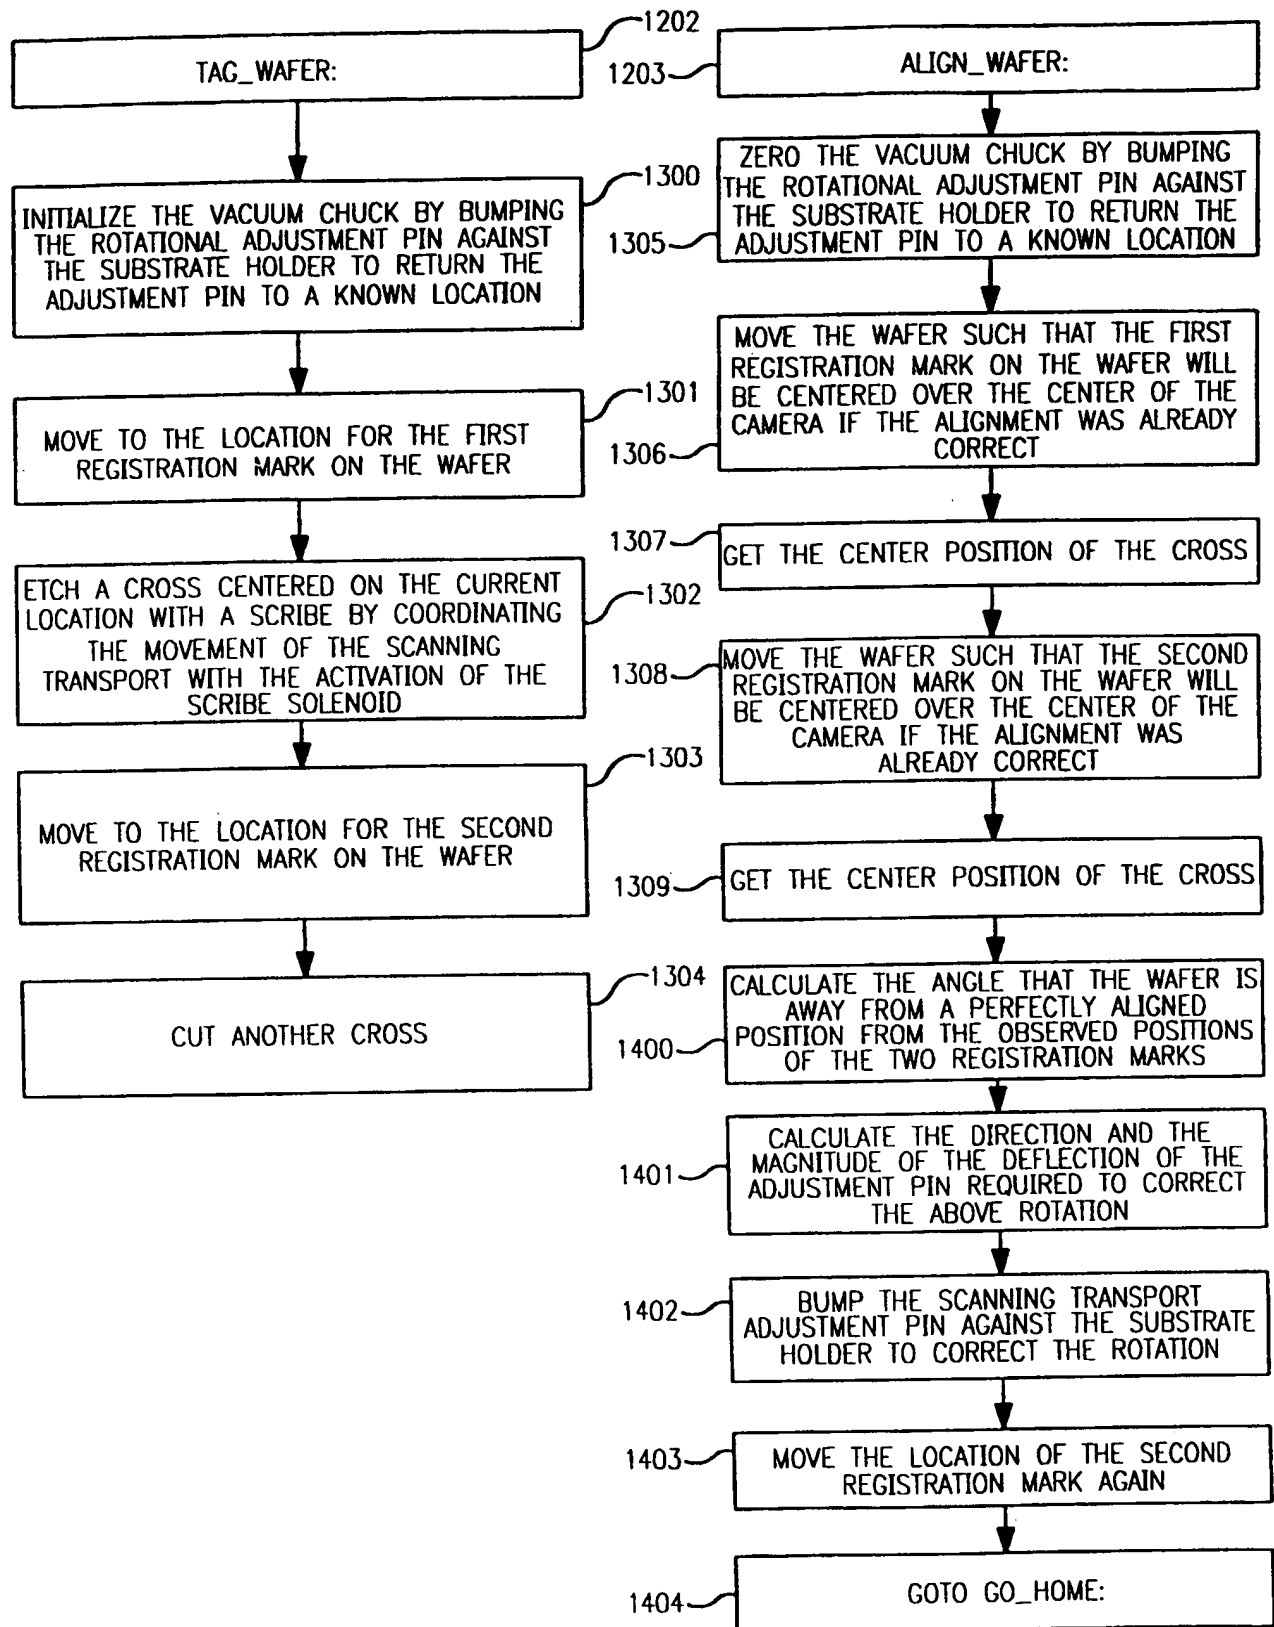 1202
TAG_WAFER:
1300
INITIALIZE THE VACUUM CHUCK BY BUMPING
THE ROTATIONAL ADJUSTMENT PIN AGAINST
THE SUBSTRATE HOLDER TO RETURN THE
ADJUSTMENT PIN TO A KNOWN LOCATION
1301
MOVE TO THE LOCATION FOR THE FIRST
REGISTRATION MARK ON THE WAFER
1302
ETCH A CROSS CENTERED ON THE CURRENT
LOCATION WITH A SCRIBE BY COORDINATING
THE MOVEMENT OF THE SCANNING
TRANSPORT WITH THE ACTIVATION OF THE
SCRIBE SOLENOID
1303
MOVE TO THE LOCATION FOR THE SECOND
REGISTRATION MARK ON THE WAFER
1304
CUT ANOTHER CROSS
1203
ALIGN_WAFER:
ZERO THE VACUUM CHUCK BY BUMPING
THE ROTATIONAL ADJUSTMENT PIN AGAINST
THE SUBSTRATE HOLDER TO RETURN THE
ADJUSTMENT PIN TO A KNOWN LOCATION
1305
MOVE THE WAFER SUCH THAT THE FIRST
REGISTRATION MARK ON THE WAFER WILL
BE CENTERED OVER THE CENTER OF THE
CAMERA IF THE ALIGNMENT WAS ALREADY
CORRECT
1306
1307
GET THE CENTER POSITION OF THE CROSS
1308
MOVE THE WAFER SUCH THAT THE SECOND
REGISTRATION MARK ON THE WAFER WILL
BE CENTERED OVER THE CENTER OF THE
CAMERA IF THE ALIGNMENT WAS
ALREADY CORRECT
1309
GET THE CENTER POSITION OF THE CROSS
CALCULATE THE ANGLE THAT THE WAFER IS
AWAY FROM A PERFECTLY ALIGNED
POSITION FROM THE OBSERVED POSITIONS
OF THE TWO REGISTRATION MARKS
1400
CALCULATE THE DIRECTION AND THE
MAGNITUDE OF THE DEFLECTION OF THE
ADJUSTMENT PIN REQUIRED TO CORRECT
THE ABOVE ROTATION
1401
BUMP THE SCANNING TRANSPORT
ADJUSTMENT PIN AGAINST THE SUBSTRATE
HOLDER TO CORRECT THE ROTATION
1402
1403
MOVE THE LOCATION OF THE SECOND
REGISTRATION MARK AGAIN
1404
GOTO GO_HOME: